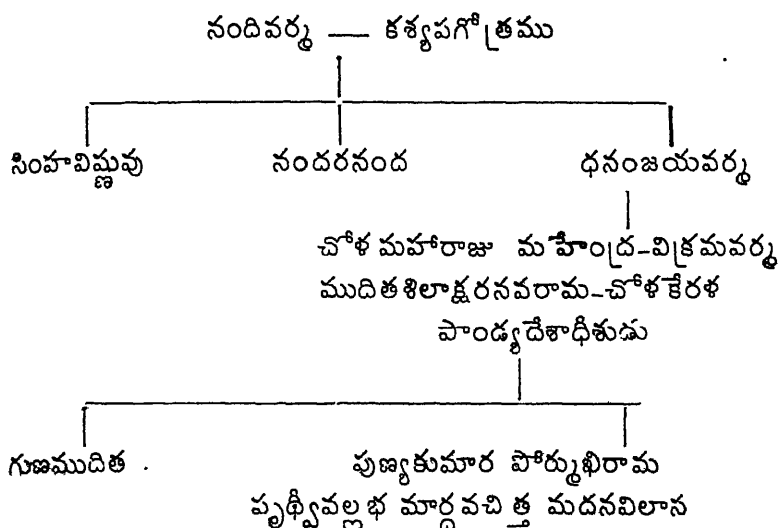 నందివర్మ — కశ్యపగోత్రము
సింహవిష్ణువు నందరనంద ధనంజయవర్మ
చోళ మహారాజు మహేంద్ర-విక్రమవర్మ
ముదితశిలాక్షరనవరామ-చోళకేరళ
పాండ్యదేశాధీశుడు
గుణముదిత పుణ్యకుమార పోర్ముఖిరామ
పృథ్వీవల్లభ మార్దవచిత్త మదనవిలాస